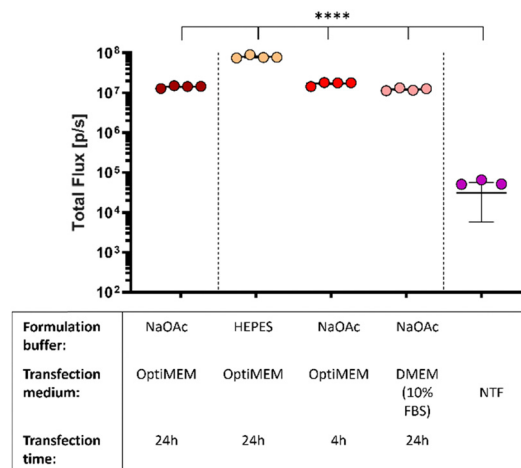 ****
Total Flux [p/s]
10⁸
10⁷
10⁶
10⁵
10⁴
10³
10²
Formulation buffer: NaOAc HEPES NaOAc NaOAc
Transfection medium: OptiMEM OptiMEM OptiMEM DMEM (10% FBS) NTF
Transfection time: 24h 24h 4h 24h